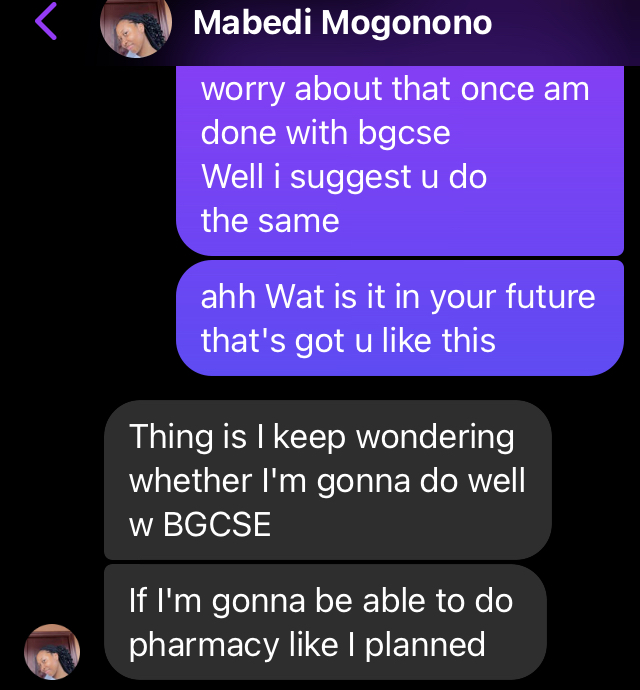 Mabedi Mogonono
worry about that once am
done with bgcse
Well i suggest u do
the same
ahh Wat is it in your future
that's got u like this
Thing is I keep wondering
whether I'm gonna do well
w BGCSE
If I'm gonna be able to do
pharmacy like I planned